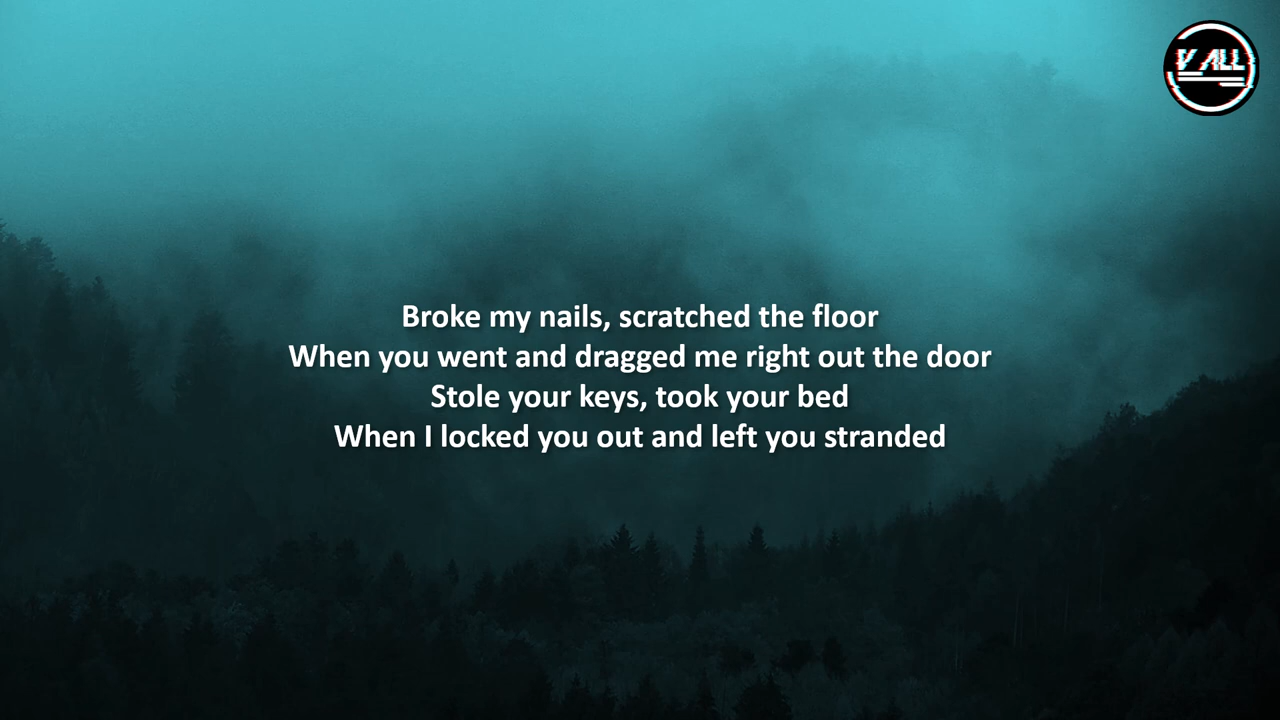 V ALL
Broke my nails, scratched the floor
When you went and dragged me right out the door
Stole your keys, took your bed
When I locked you out and left you stranded